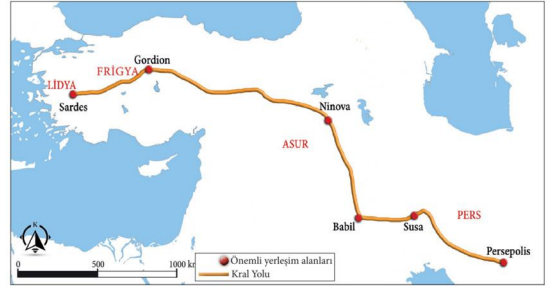 Gordion
FRİGYA
LİDYA
Sardes
Ninova
ASUR
PERS
Babil
Susa
Persepolis
K
0 500 1000 km
Önemli yerleşim alanları
Kral Yolu